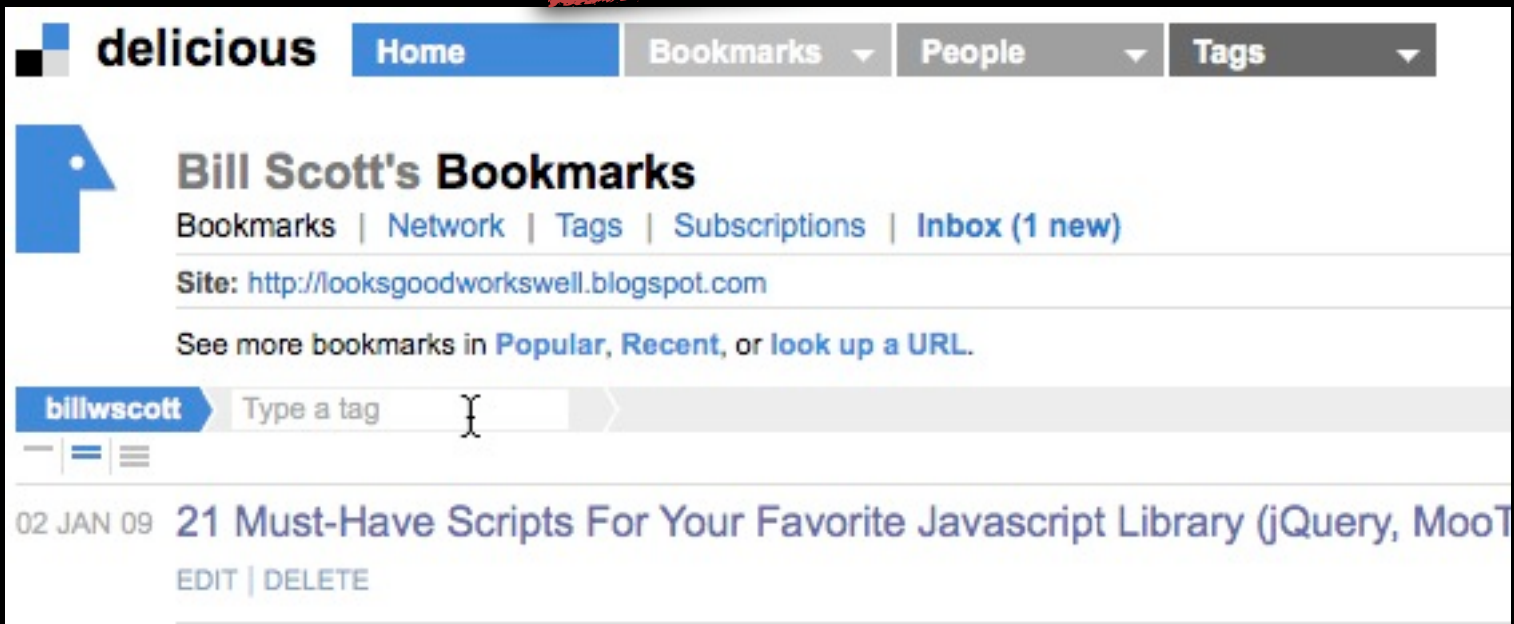 delicious Home Bookmarks People Tags
Bill Scott's Bookmarks
Bookmarks | Network | Tags | Subscriptions | Inbox (1 new)
Site: http://looksgoodworkswell.blogspot.com
See more bookmarks in Popular, Recent, or look up a URL.
billwscott Type a tag
02 JAN 09 21 Must-Have Scripts For Your Favorite Javascript Library (jQuery, MooT
EDIT | DELETE